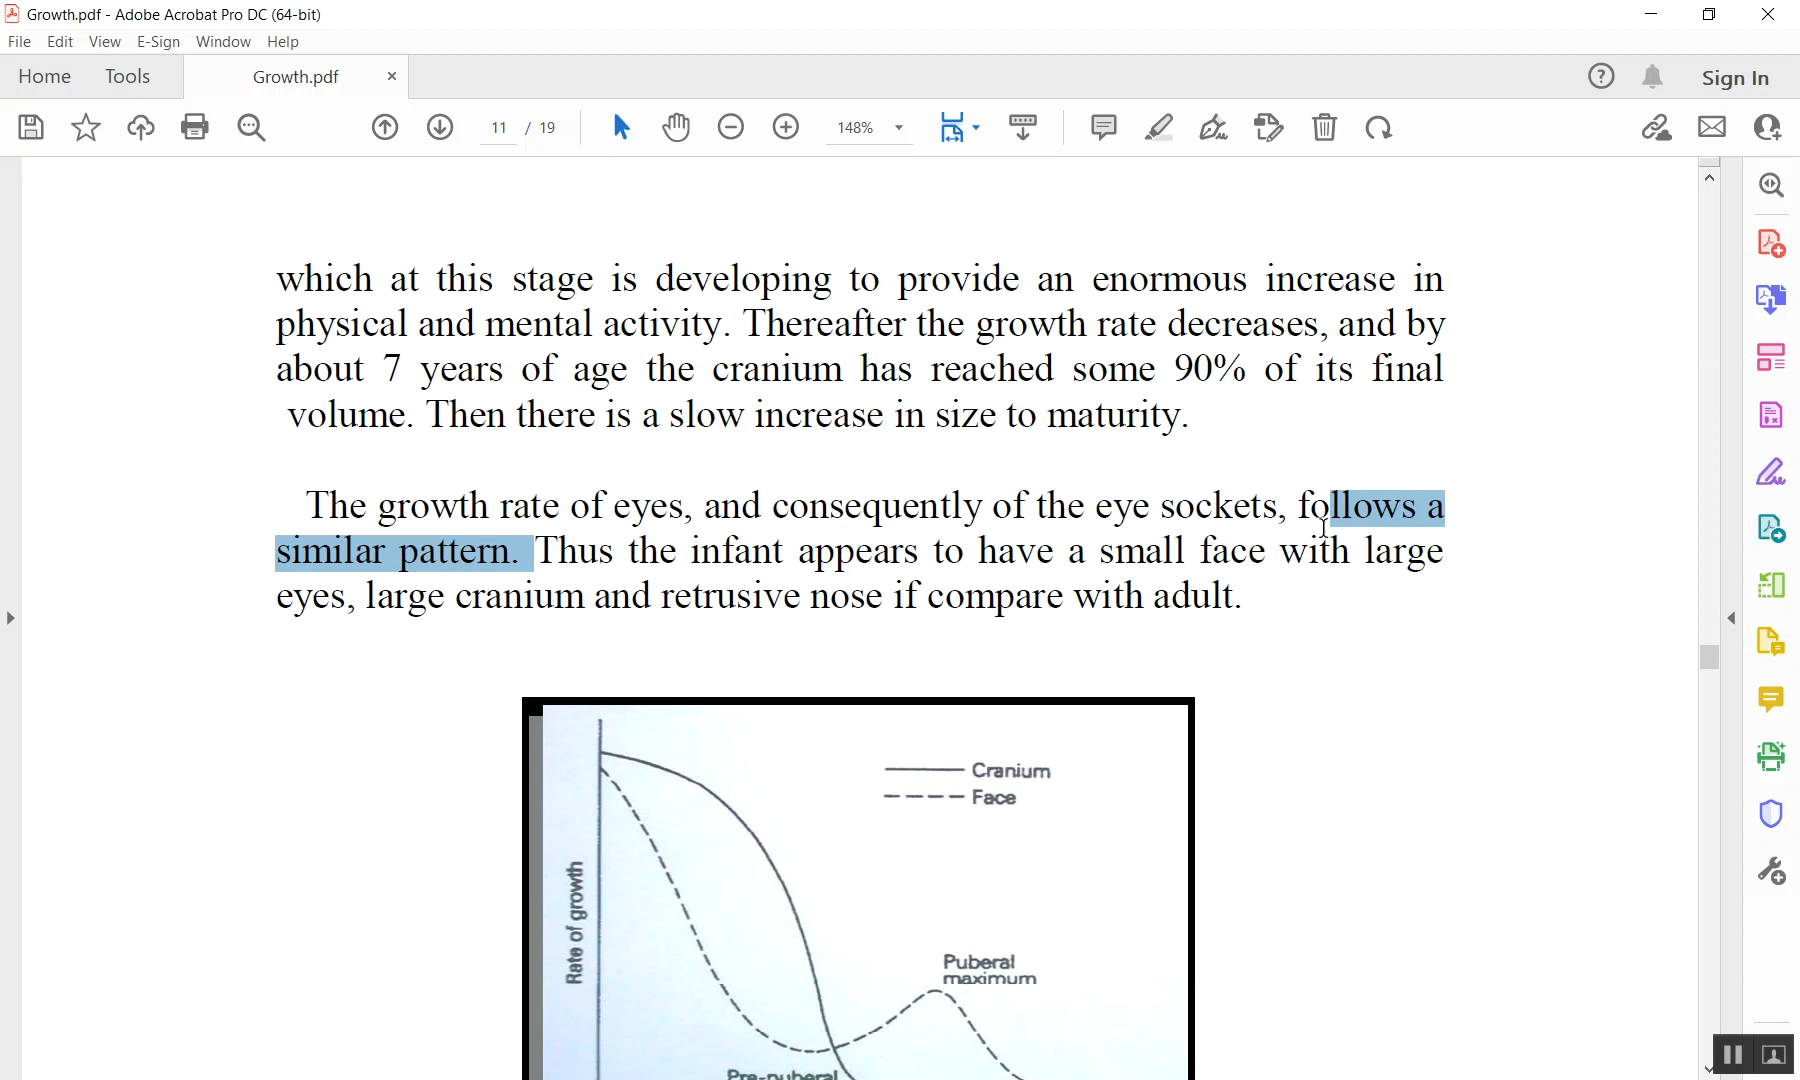 Growth.pdf - Adobe Acrobat Pro DC (64-bit)
File Edit View E-Sign Window Help
Home Tools Growth.pdf Sign In
11 / 19 148%
which at this stage is developing to provide an enormous increase in
physical and mental activity. Thereafter the growth rate decreases, and by
about 7 years of age the cranium has reached some 90% of its final
volume. Then there is a slow increase in size to maturity.
The growth rate of eyes, and consequently of the eye sockets, follows a
similar pattern. Thus the infant appears to have a small face with large
eyes, large cranium and retrusive nose if compare with adult.
Cranium
Face
Rate of growth
Puberal
maximum
Pre-puberal